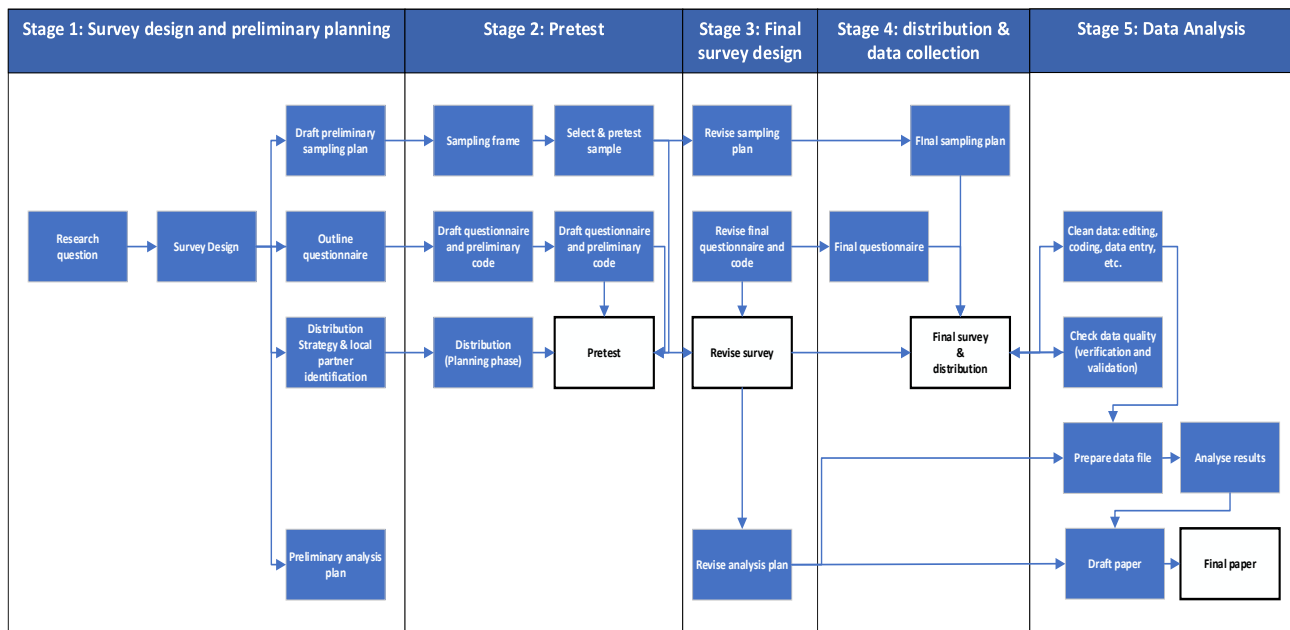 Stage 1: Survey design and preliminary planning
Stage 2: Pretest
Stage 3: Final
survey design
Stage 4: distribution &
data collection
Stage 5: Data Analysis
Draft preliminary
sampling plan
Sampling frame
Select & pretest
sample
Revise sampling
plan
FInal sampling plan
Research
question
Survey Design
Outline
questionnaire
Draft questionnaire
and preliminary
code
Draft questionnaire
and preliminary
code
Revise final
questionnaire and
code
Final questionnaire
Clean data: editing,
coding, data entry,
etc.
Distribution
Strategy & local
partner
identification
Distribution
(Planning phase)
Pretest
Revise survey
Final survey
&
distribution
Check data quality
(verification and
validation)
Prepare data file
Analyse results
Preliminary analysis
plan
Revise analysis plan
Draft paper
Final paper